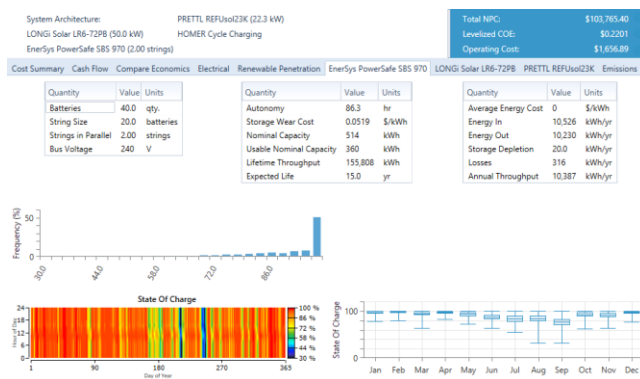 System Architecture: PRETTL REFUsol23K (22.3 kW) Total NPC: $103,765.40
LONGi Solar LR6-72PB (50.0 kW) HOMER Cycle Charging Levelized COE: $0.2201
EnerSys PowerSafe SBS 970 (2.00 strings) Operating Cost: $1,656.89
Cost Summary Cash Flow Compare Economics Electrical Renewable Penetration EnerSys PowerSafe SBS 970 LONGi Solar LR6-72PB PRETTL REFUsol23K Emissions
Quantity Value Units
Batteries 40.0 qty.
String Size 20.0 batteries
Strings in Parallel 2.00 strings
Bus Voltage 240 V
Quantity Value Units
Autonomy 86.3 hr
Storage Wear Cost 0.0519 $/kWh
Nominal Capacity 514 kWh
Usable Nominal Capacity 360 kWh
Lifetime Throughput 155,808 kWh
Expected Life 15.0 yr
Quantity Value Units
Average Energy Cost 0 $/kWh
Energy In 10,526 kWh/yr
Energy Out 10,230 kWh/yr
Storage Depletion 20.0 kWh/yr
Losses 316 kWh/yr
Annual Throughput 10,387 kWh/yr
Frequency (%)
50
0
30.0 44.0 58.0 72.0 86.0
State Of Charge
Hour of Day
24
18
12
6
0
1 90 180 270 365
Day of Year
100 %
86 %
72 %
58 %
44 %
30 %
State Of Charge
100
0
Jan Feb Mar Apr May Jun Jul Aug Sep Oct Nov Dec